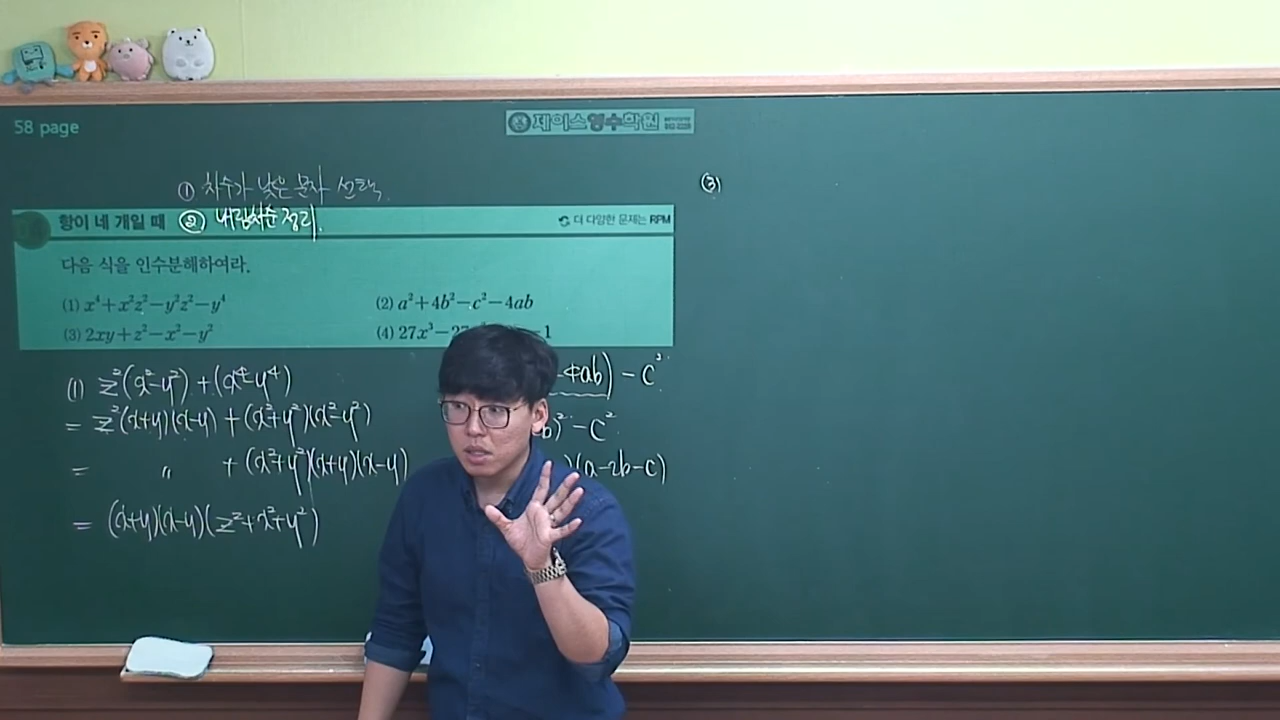 58 page
제이스영수학원
① 차수가 낮은 문자 선택.
항이 네 개일 때 ② 내림차순 정리.
더 다양한 문제는 RPM
다음 식을 인수분해하여라.
(1) x⁴+x²z²−y²z²−y⁴
(2) a²+4b²−c²−4ab
(3) 2xy+z²−x²−y²
(4) 27x³−27 −1
(1) z²(x²−y²)+(x⁴−y⁴)
= z²(x+y)(x−y)+(x²+y²)(x²−y²)
= 〃 +(x²+y²)(x+y)(x−y)
= (x+y)(x−y)(z²+x²+y²)
−4ab)−c²
b)²−c²
)(a−2b−c)
(3)